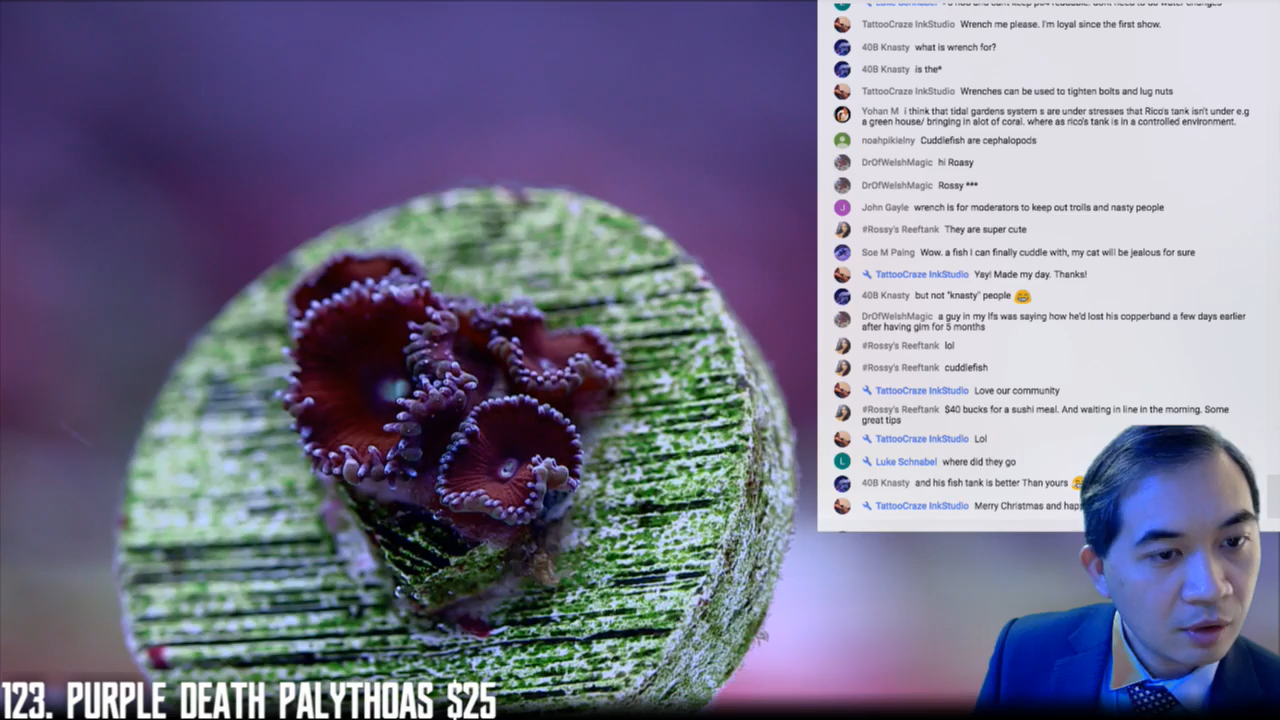 TattooCraze InkStudio Wrench me please. I'm loyal since the first show.
40B Knasty what is wrench for?
40B Knasty is the*
TattooCraze InkStudio Wrenches can be used to tighten bolts and lug nuts
Yohan M i think that tidal gardens system s are under stresses that Rico's tank isn't under e.g
a green house/ bringing in alot of coral. where as rico's tank is in a controlled environment.
noahpikielny Cuddlefish are cephalopods
DrOfWelshMagic hi Roasy
DrOfWelshMagic Rossy ***
J John Gayle wrench is for moderators to keep out trolls and nasty people
#Rossy's Reeftank They are super cute
Soe M Paing Wow. a fish I can finally cuddle with, my cat will be jealous for sure
TattooCraze InkStudio Yay! Made my day. Thanks!
40B Knasty but not "knasty" people 😂
DrOfWelshMagic a guy in my lfs was saying how he'd lost his copperband a few days earlier
after having gim for 5 months
#Rossy's Reeftank lol
#Rossy's Reeftank cuddlefish
TattooCraze InkStudio Love our community
#Rossy's Reeftank $40 bucks for a sushi meal. And waiting in line in the morning. Some
great tips
TattooCraze InkStudio Lol
L Luke Schnabel where did they go
40B Knasty and his fish tank is better Than yours
TattooCraze InkStudio Merry Christmas and
123. PURPLE DEATH PALYTHOAS $25